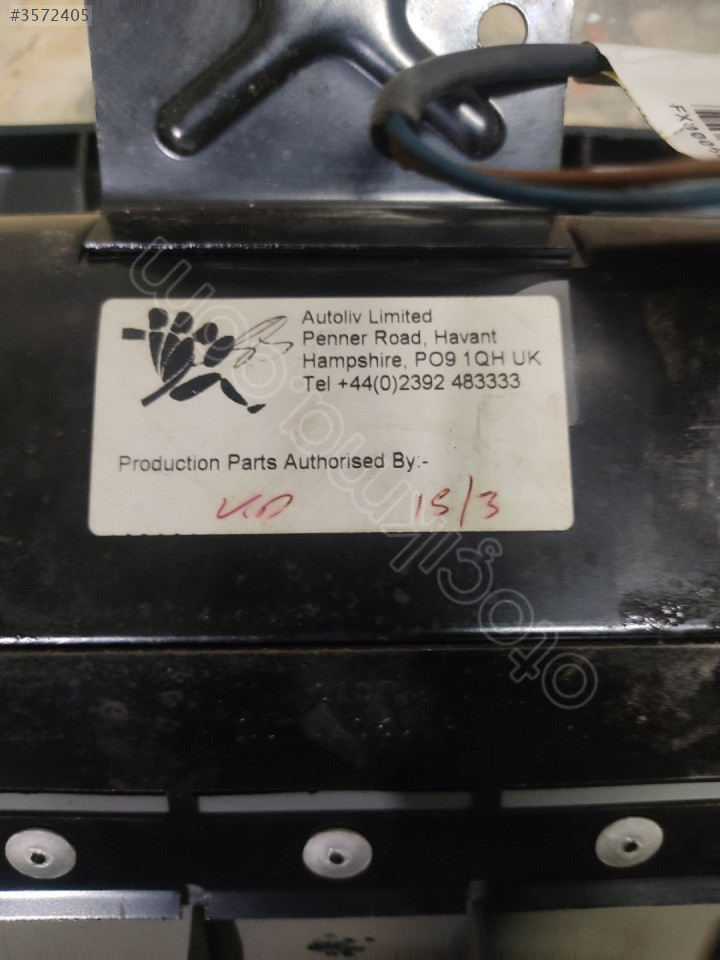 #3572405
Autoliv Limited
Penner Road, Havant
Hampshire, PO9 1QH UK
Tel +44(0)2392 483333
Production Parts Authorised By:-
15/3